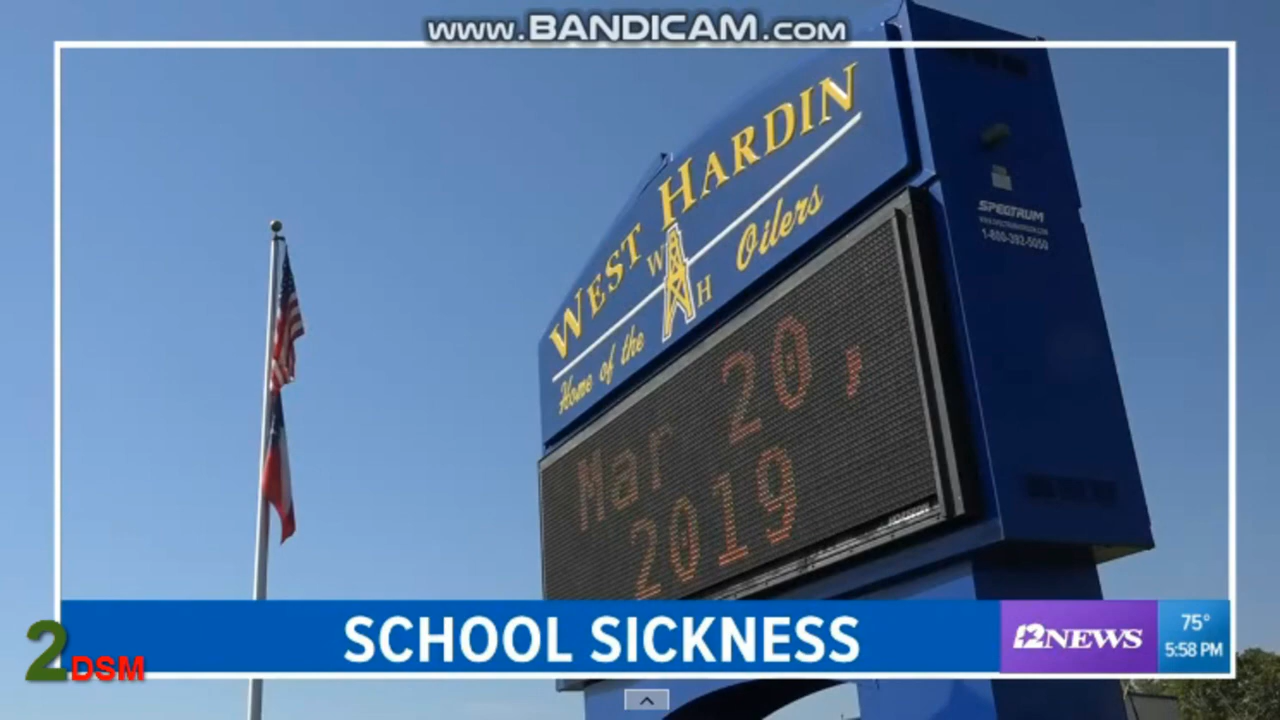 www.BANDICAM.com
WEST HARDIN
W H
Home of the Oilers
SPECTRUM
1-800-392-5050
Mar 20,
2019
SCHOOL SICKNESS
12NEWS
75°
5:58 PM
2DSM